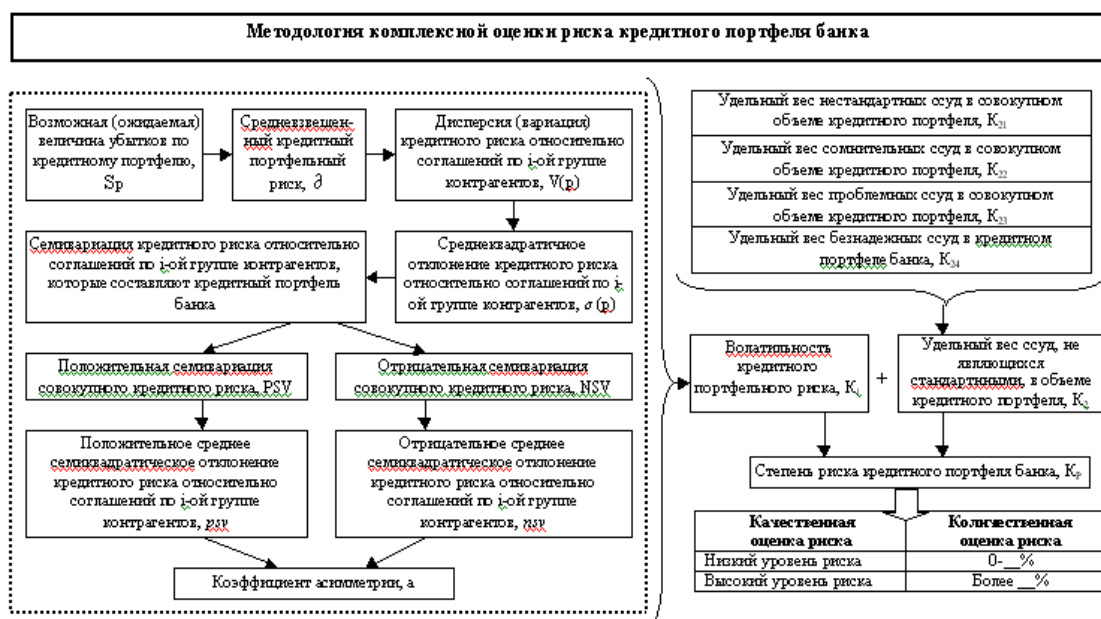 Методология комплексной оценки риска кредитного портфеля банка
Возможная (ожидаемая)
величина убытков по
кредитному портфелю,
Sp
Средневзвешен-
ный кредитный
портфельный
риск, ∂
Дисперсия (вариация)
кредитного риска относительно
соглашений по i-ой группе
контрагентов, V(p)
Семивариация кредитного риска относительно
соглашений по i-ой группе контрагентов,
которые составляют кредитный портфель
банка
Среднеквадратичное
отклонение кредитного риска
относительно соглашений по i-
ой группе контрагентов, σ (p)
Положительная семивариация
совокупного кредитного риска, PSV
Отрицательная семивариация
совокупного кредитного риска, NSV
Положительное среднее
семиквадратическое отклонение
кредитного риска относительно
соглашений по i-ой группе
контрагентов, psv
Отрицательное среднее
семиквадратическое отклонение
кредитного риска относительно
соглашений по i-ой группе
контрагентов, nsv
Коэффициент асимметрии, а
Удельный вес нестандартных ссуд в совокупном
объеме кредитного портфеля, К₂₁
Удельный вес сомнительных ссуд в совокупном
объеме кредитного портфеля, К₂₂
Удельный вес проблемных ссуд в совокупном
объеме кредитного портфеля, К₂₃
Удельный вес безнадежных ссуд в кредитном
портфеле банка, К₂₄
Волатильность
кредитного
портфельного
риска, К₁
+
Удельный вес ссуд, не
являющихся
стандартнными, в объеме
кредитного портфеля, К₂
Степень риска кредитного портфеля банка, Кₚ
Качественная
оценка риска
Количественная
оценка риска
Низкий уровень риска
0-__%
Высокий уровень риска
Более __%